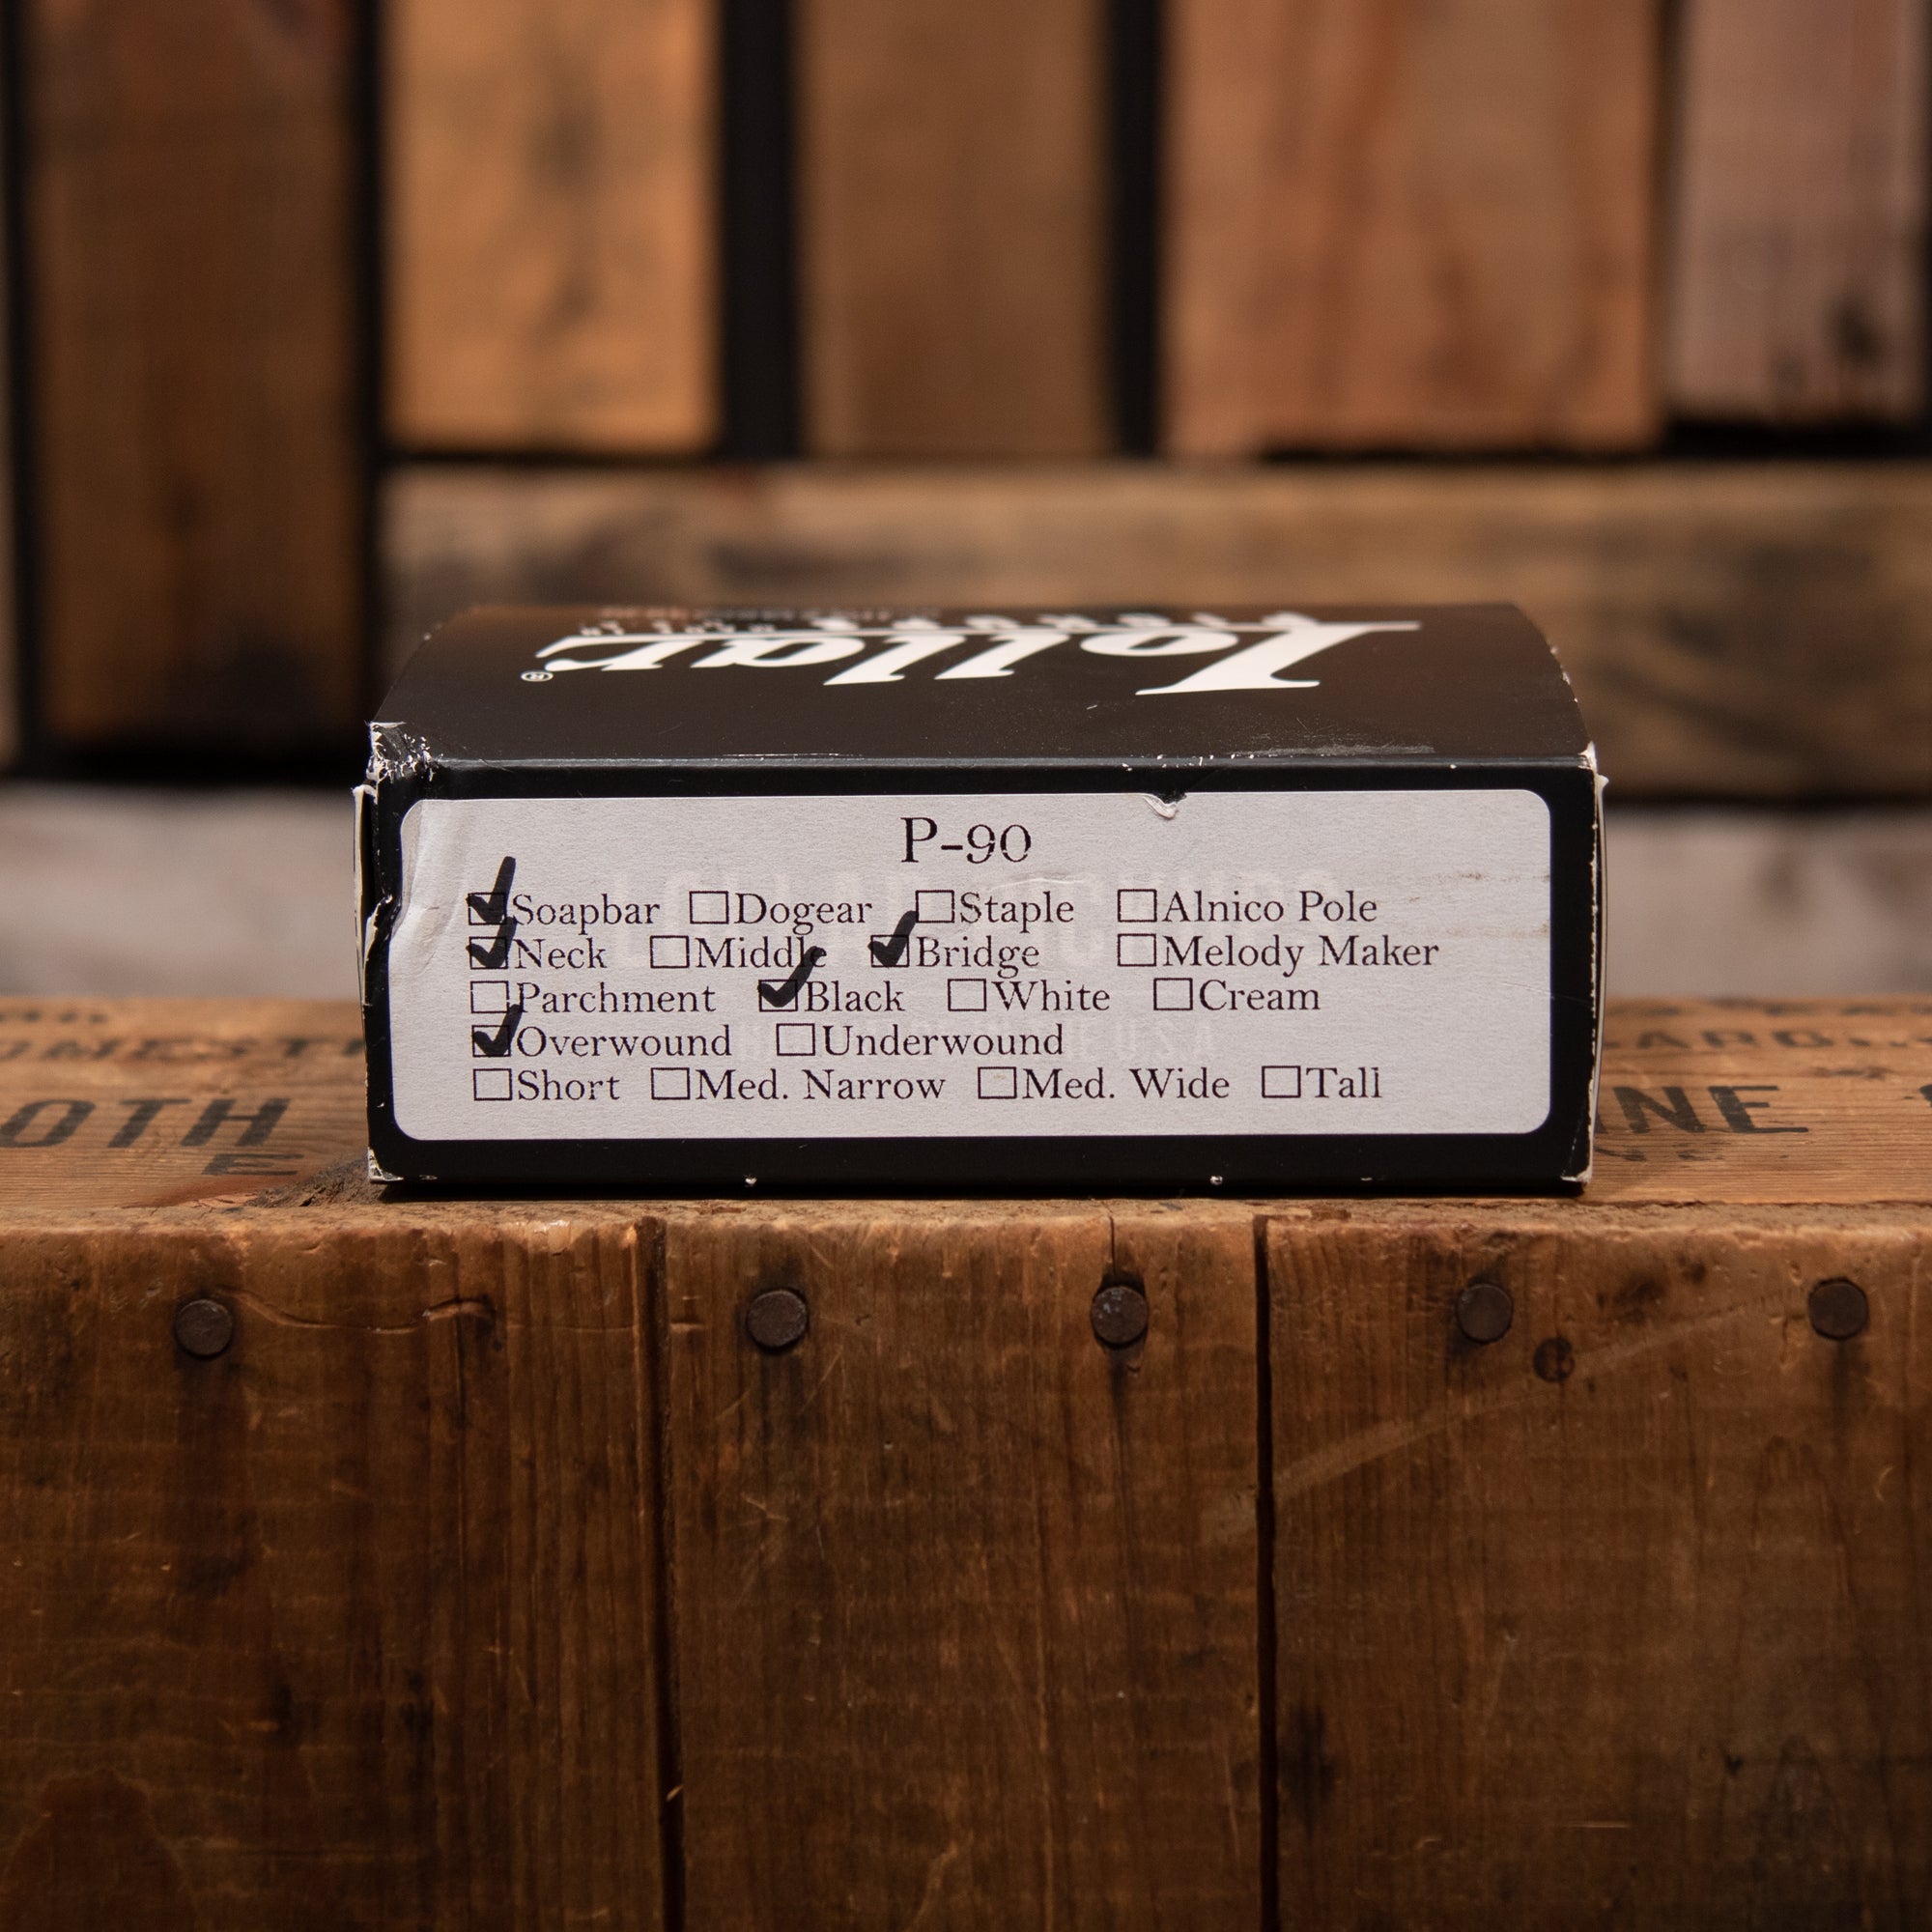 Lollar®
P-90
Soapbar Dogear Staple Alnico Pole
Neck Middle Bridge Melody Maker
Parchment Black White Cream
Overwound Underwound
Short Med. Narrow Med. Wide Tall
OTH